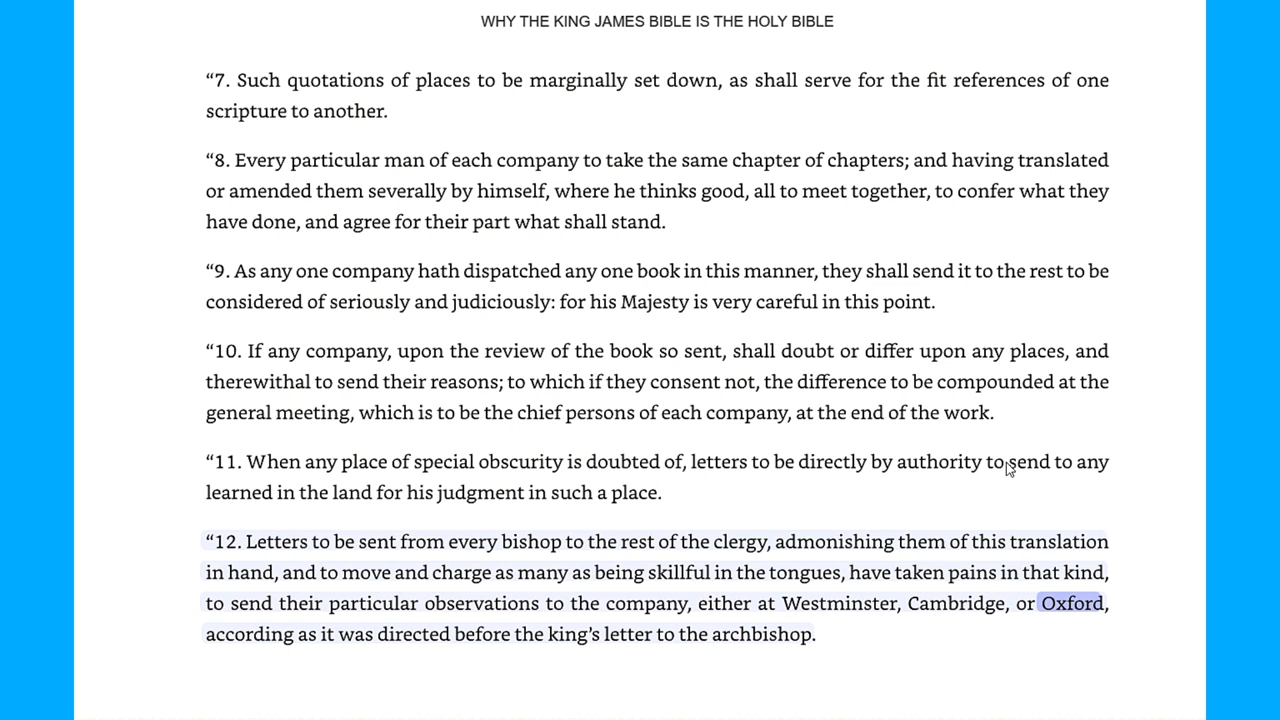 WHY THE KING JAMES BIBLE IS THE HOLY BIBLE
“7. Such quotations of places to be marginally set down, as shall serve for the fit references of one
scripture to another.
“8. Every particular man of each company to take the same chapter of chapters; and having translated
or amended them severally by himself, where he thinks good, all to meet together, to confer what they
have done, and agree for their part what shall stand.
“9. As any one company hath dispatched any one book in this manner, they shall send it to the rest to be
considered of seriously and judiciously: for his Majesty is very careful in this point.
“10. If any company, upon the review of the book so sent, shall doubt or differ upon any places, and
therewithal to send their reasons; to which if they consent not, the difference to be compounded at the
general meeting, which is to be the chief persons of each company, at the end of the work.
“11. When any place of special obscurity is doubted of, letters to be directly by authority to send to any
learned in the land for his judgment in such a place.
“12. Letters to be sent from every bishop to the rest of the clergy, admonishing them of this translation
in hand, and to move and charge as many as being skillful in the tongues, have taken pains in that kind,
to send their particular observations to the company, either at Westminster, Cambridge, or Oxford,
according as it was directed before the king’s letter to the archbishop.